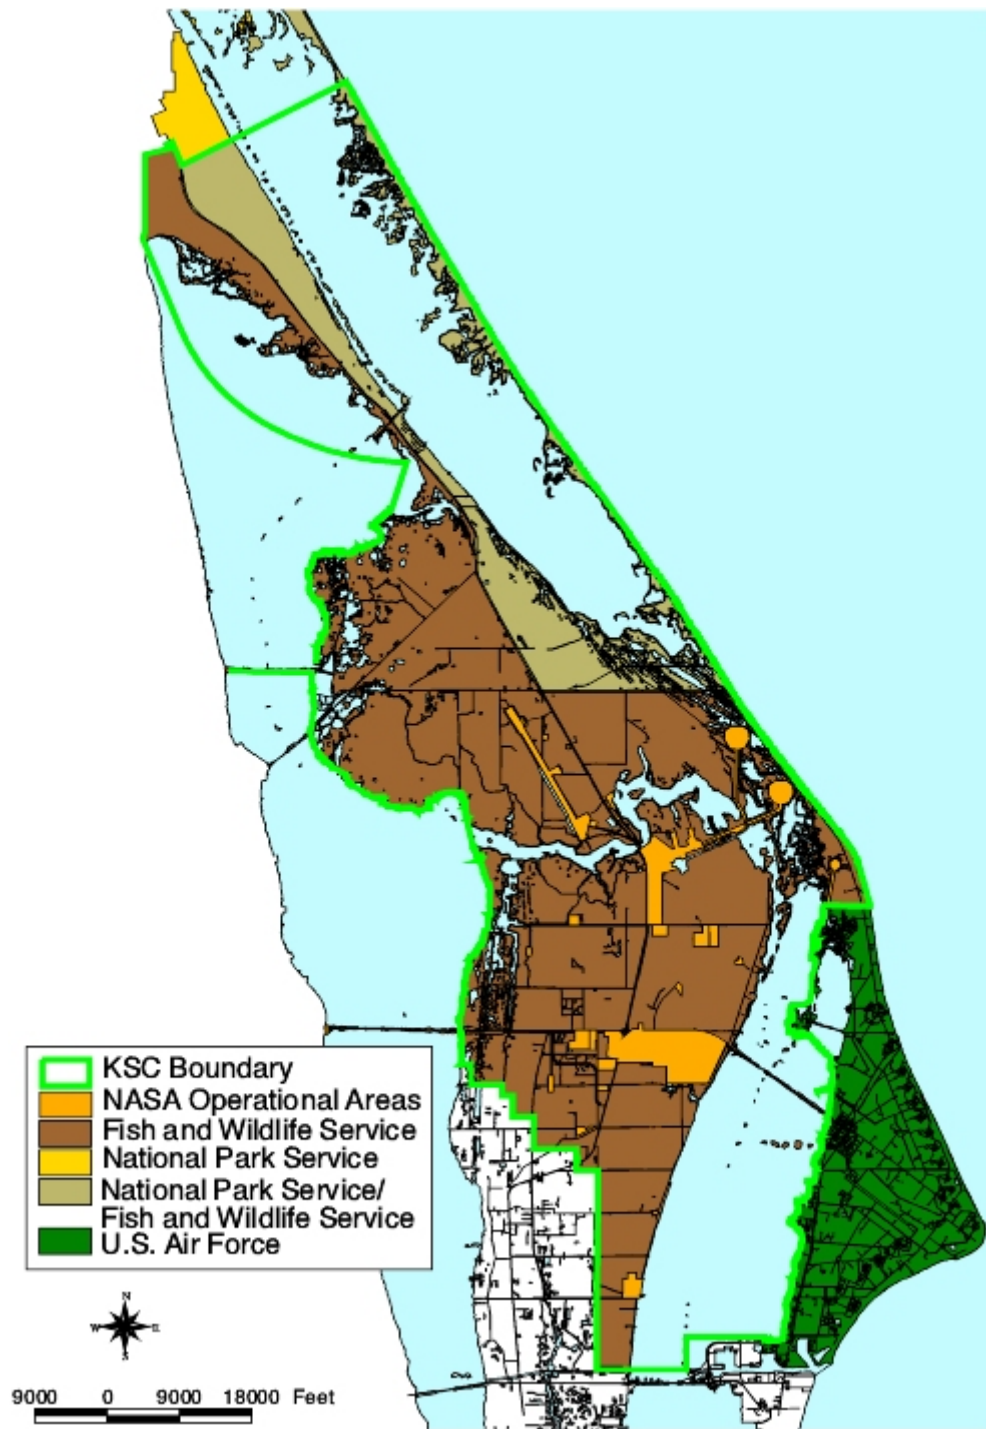 KSC Boundary
NASA Operational Areas
Fish and Wildlife Service
National Park Service
National Park Service/
Fish and Wildlife Service
U.S. Air Force
N
W E
S
9000 0 9000 18000 Feet